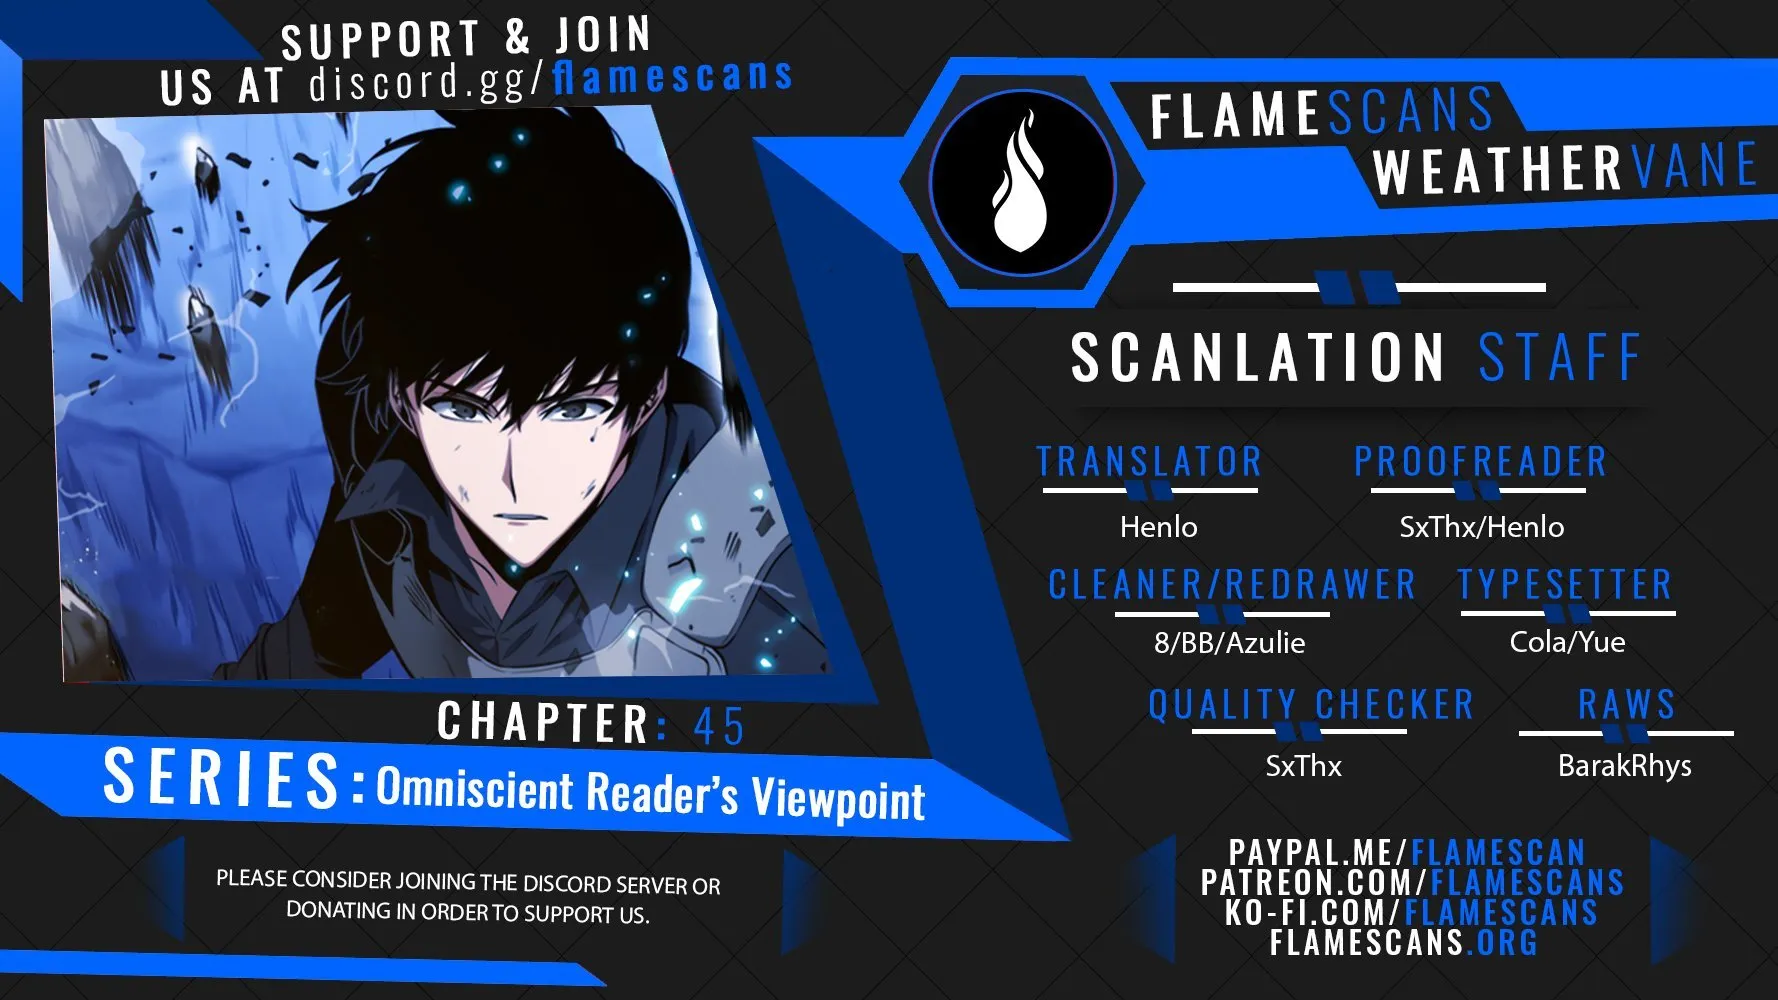 SUPPORT & JOIN
US AT discord.gg/flamescans
FLAMESCANS
WEATHERVANE
SCANLATION STAFF
TRANSLATOR
Henlo
PROOFREADER
SxThx/Henlo
CLEANER/REDRAWER
8/BB/Azulie
TYPESETTER
Cola/Yue
QUALITY CHECKER
SxThx
RAWS
BarakRhys
CHAPTER: 45
SERIES: Omniscient Reader's Viewpoint
PLEASE CONSIDER JOINING THE DISCORD SERVER OR
DONATING IN ORDER TO SUPPORT US.
PAYPAL.ME/FLAMESCAN
PATREON.COM/FLAMESCANS
KO-FI.COM/FLAMESCANS
FLAMESCANS.ORG